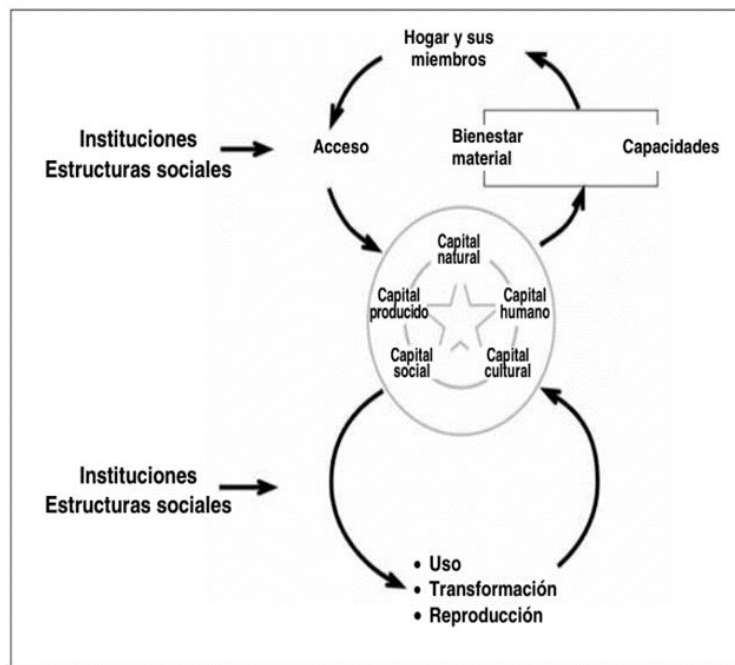 Hogar y sus
miembros
Instituciones
Estructuras sociales
Acceso
Bienestar
material
Capacidades
Capital
natural
Capital
producido
Capital
humano
Capital
social
Capital
cultural
Instituciones
Estructuras sociales
• Uso
• Transformación
• Reproducción